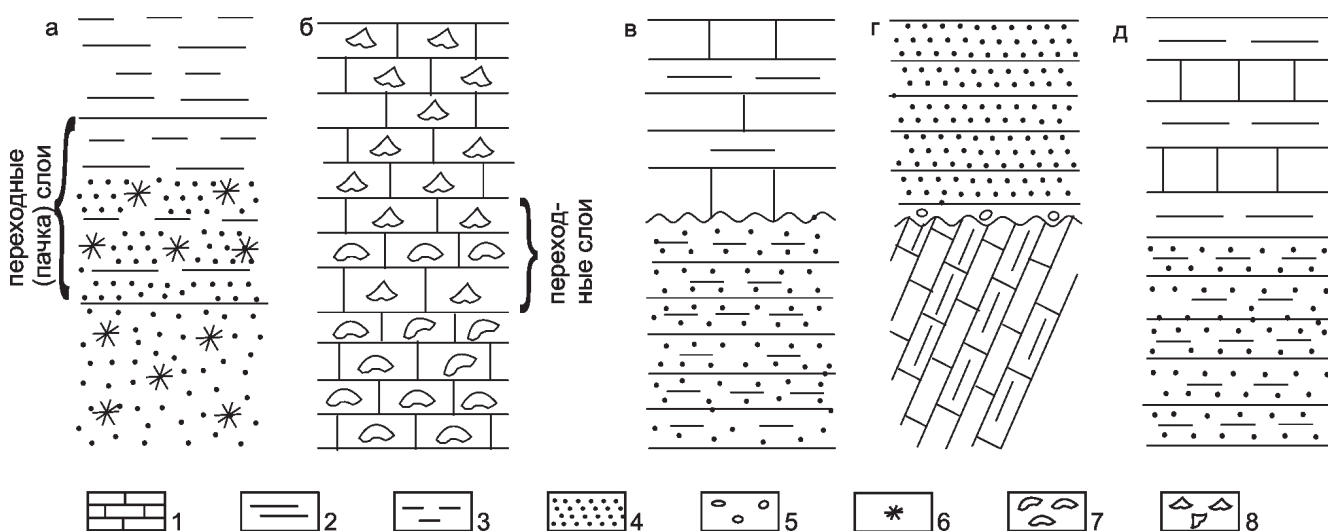 а
б
в
г
д
переходные
(пачка) слои
переход-
ные слои
1
2
3
4
5
6
7
8